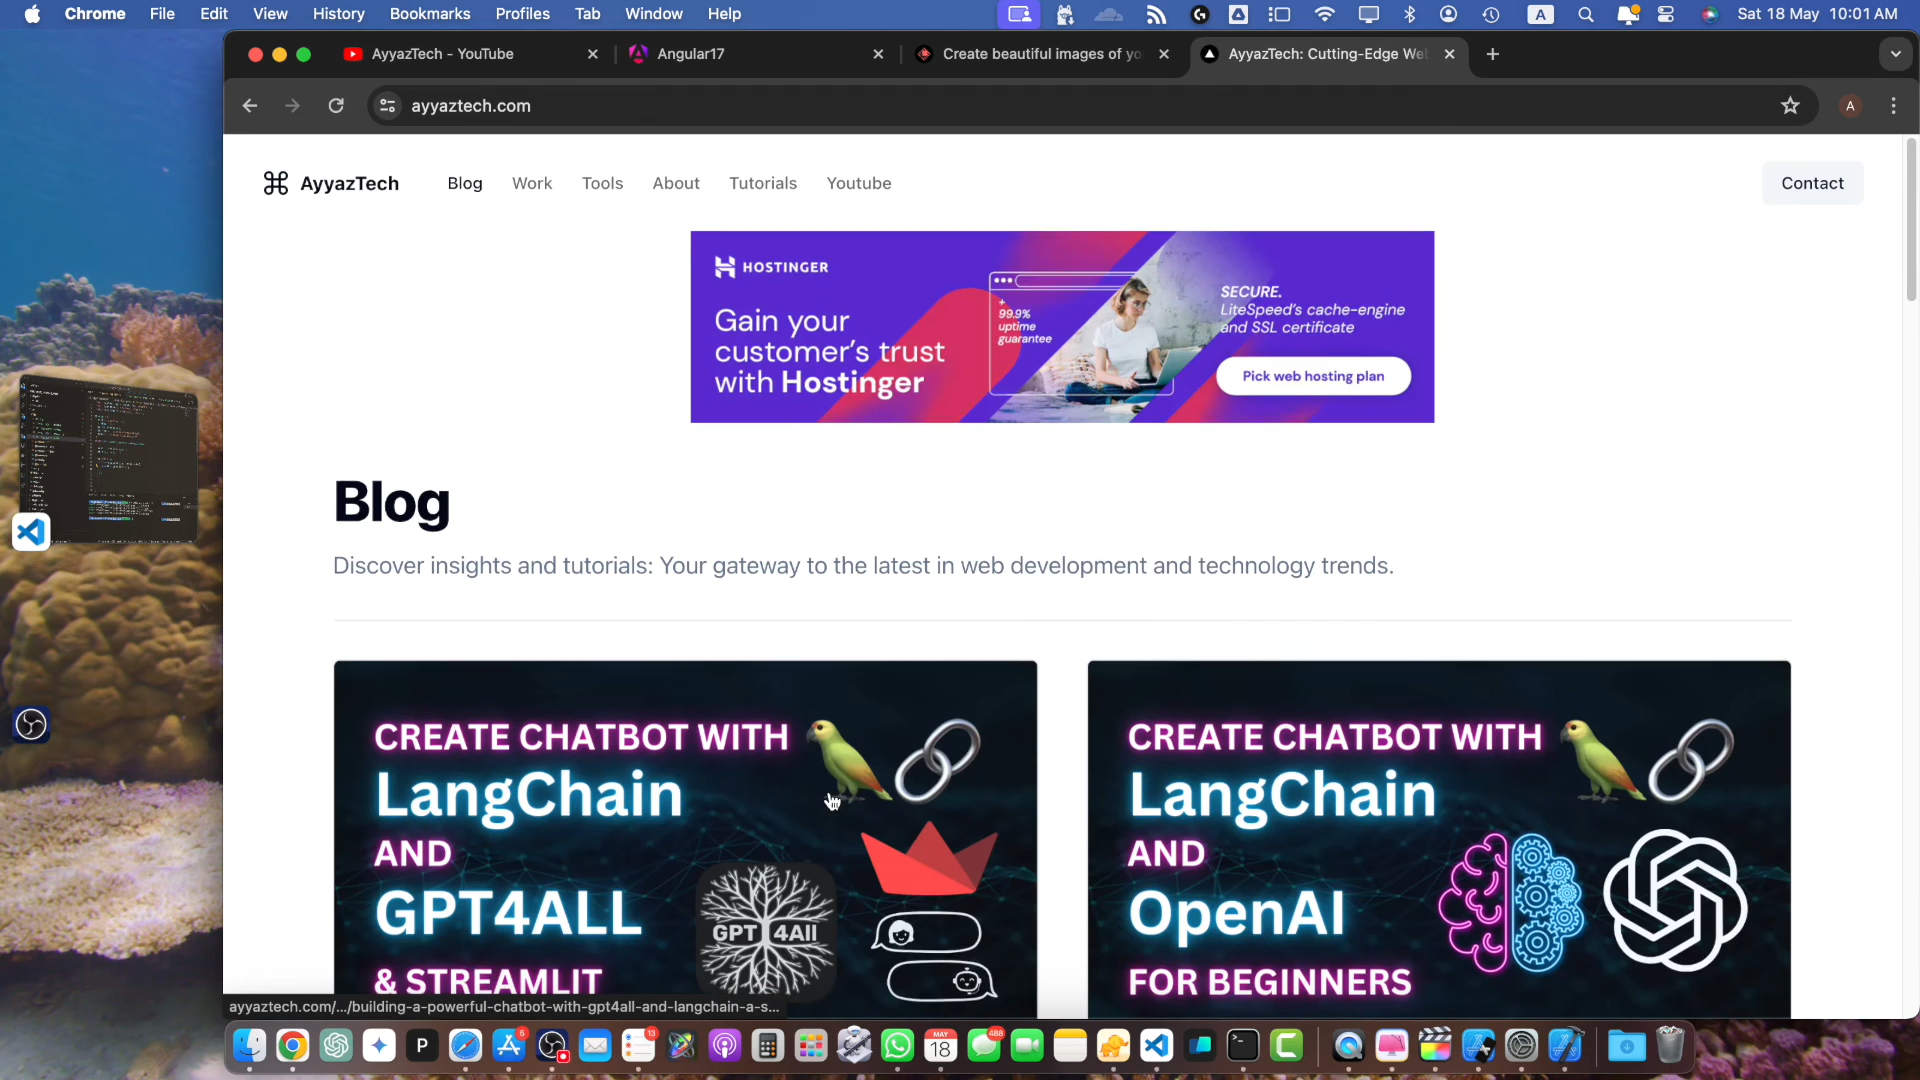 Chrome File Edit View History Bookmarks Profiles Tab Window Help
A
Sat 18 May 10:01 AM
AyyazTech - YouTube
Angular17
Create beautiful images of yo
AyyazTech: Cutting-Edge We
ayyaztech.com
A
AyyazTech
Blog Work Tools About Tutorials Youtube
Contact
HOSTINGER
Gain your
customer's trust
with Hostinger
99.9%
uptime
guarantee
SECURE.
LiteSpeed's cache-engine
and SSL certificate
Pick web hosting plan
Blog
Discover insights and tutorials: Your gateway to the latest in web development and technology trends.
CREATE CHATBOT WITH
LangChain
AND
GPT4ALL
& STREAMLIT
GPT 4All
CREATE CHATBOT WITH
LangChain
AND
OpenAI
FOR BEGINNERS
ayyaztech.com/.../building-a-powerful-chatbot-with-gpt4all-and-langchain-a-s...
P
5
13
MAY
18
488